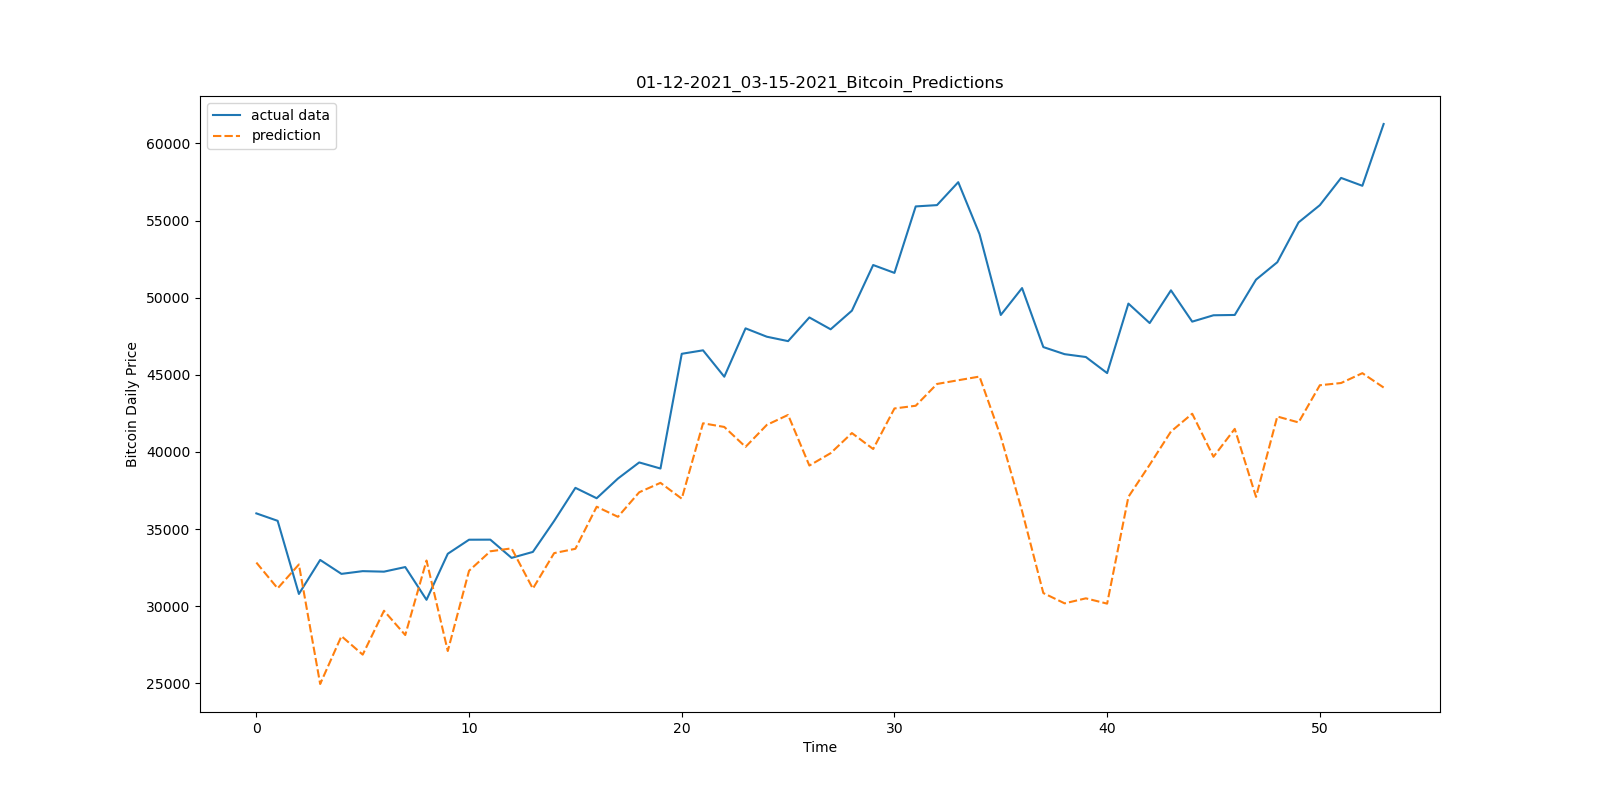 01-12-2021_03-15-2021_Bitcoin_Predictions
actual data
prediction
60000
55000
50000
45000
40000
35000
30000
25000
Bitcoin Daily Price
0 10 20 30 40 50
Time